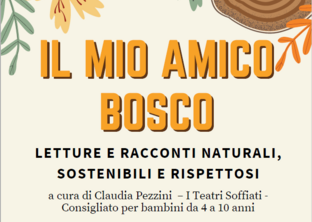 IL MIO AMICO
BOSCO
LETTURE E RACCONTI NATURALI,
SOSTENIBILI E RISPETTOSI
a cura di Claudia Pezzini – I Teatri Soffiati -
Consigliato per bambini da 4 a 10 anni